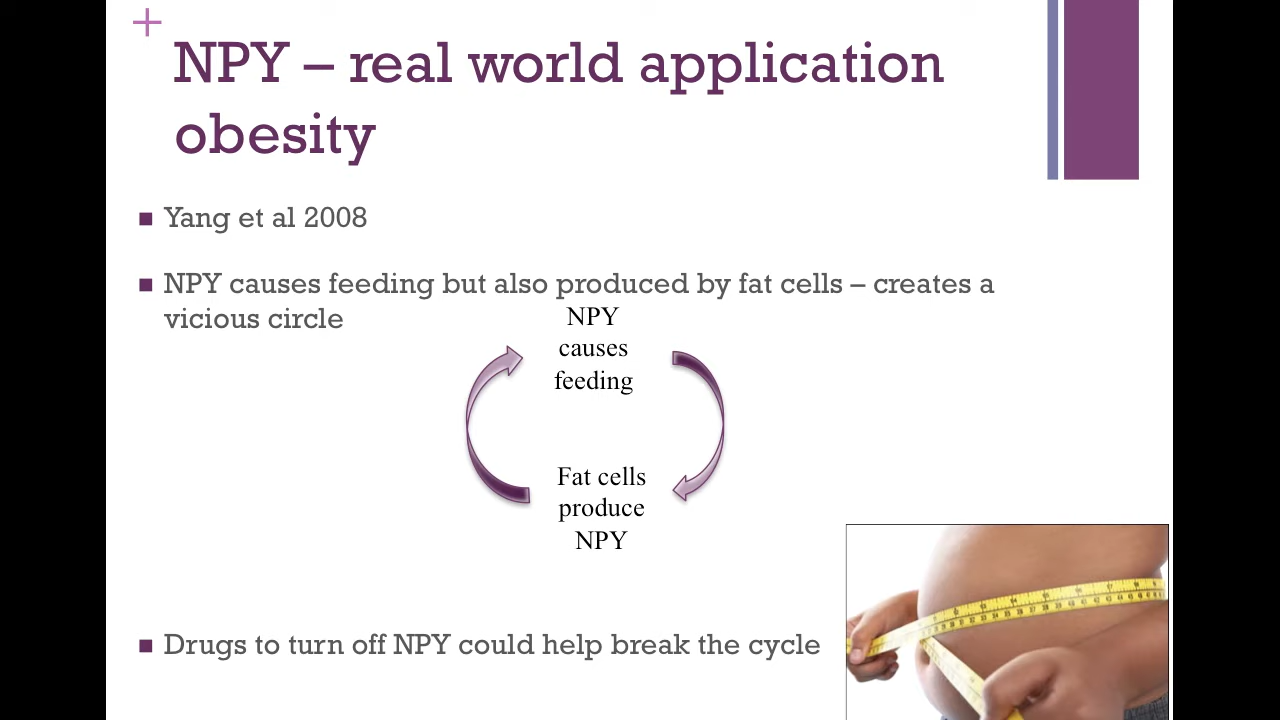 NPY – real world application
obesity
Yang et al 2008
NPY causes feeding but also produced by fat cells – creates a
vicious circle
NPY
causes
feeding
Fat cells
produce
NPY
Drugs to turn off NPY could help break the cycle